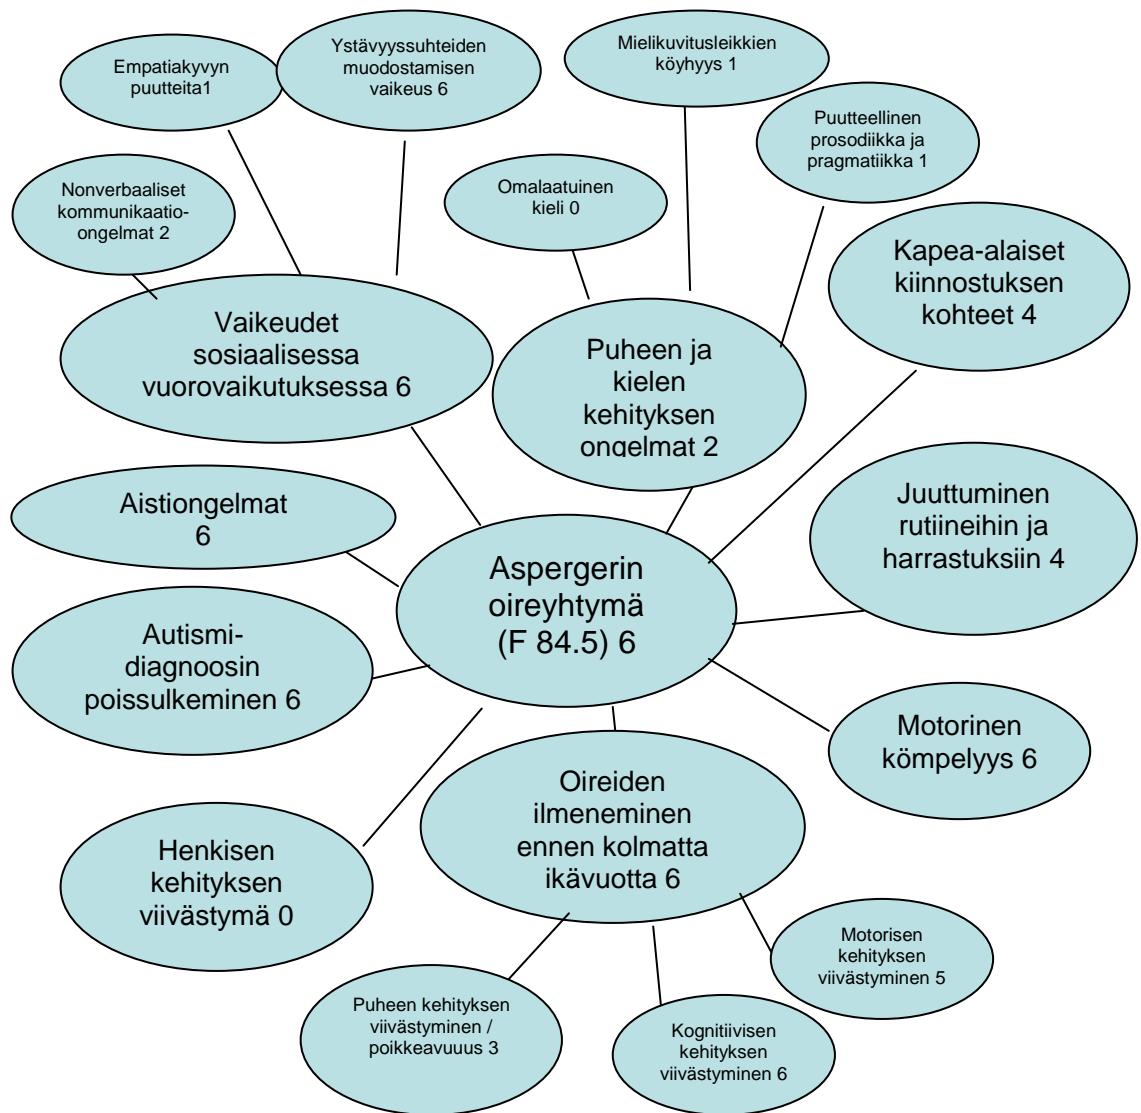 Empatiakyvyn
puutteita1
Ystävyyssuhteiden
muodostamisen
vaikeus 6
Mielikuvitusleikkien
köyhyys 1
Puutteellinen
prosodiikka ja
pragmatiikka 1
Nonverbaaliset
kommunikaatio-
ongelmat 2
Omalaatuinen
kieli 0
Kapea-alaiset
kiinnostuksen
kohteet 4
Vaikeudet
sosiaalisessa
vuorovaikutuksessa 6
Puheen ja
kielen
kehityksen
ongelmat 2
Aistiongelmat
6
Juuttuminen
rutiineihin ja
harrastuksiin 4
Aspergerin
oireyhtymä
(F 84.5) 6
Autismi-
diagnoosin
poissulkeminen 6
Motorinen
kömpelyys 6
Oireiden
ilmeneminen
ennen kolmatta
ikävuotta 6
Henkisen
kehityksen
viivästymä 0
Motorisen
kehityksen
viivästyminen 5
Puheen kehityksen
viivästyminen /
poikkeavuuus 3
Kognitiivisen
kehityksen
viivästyminen 6